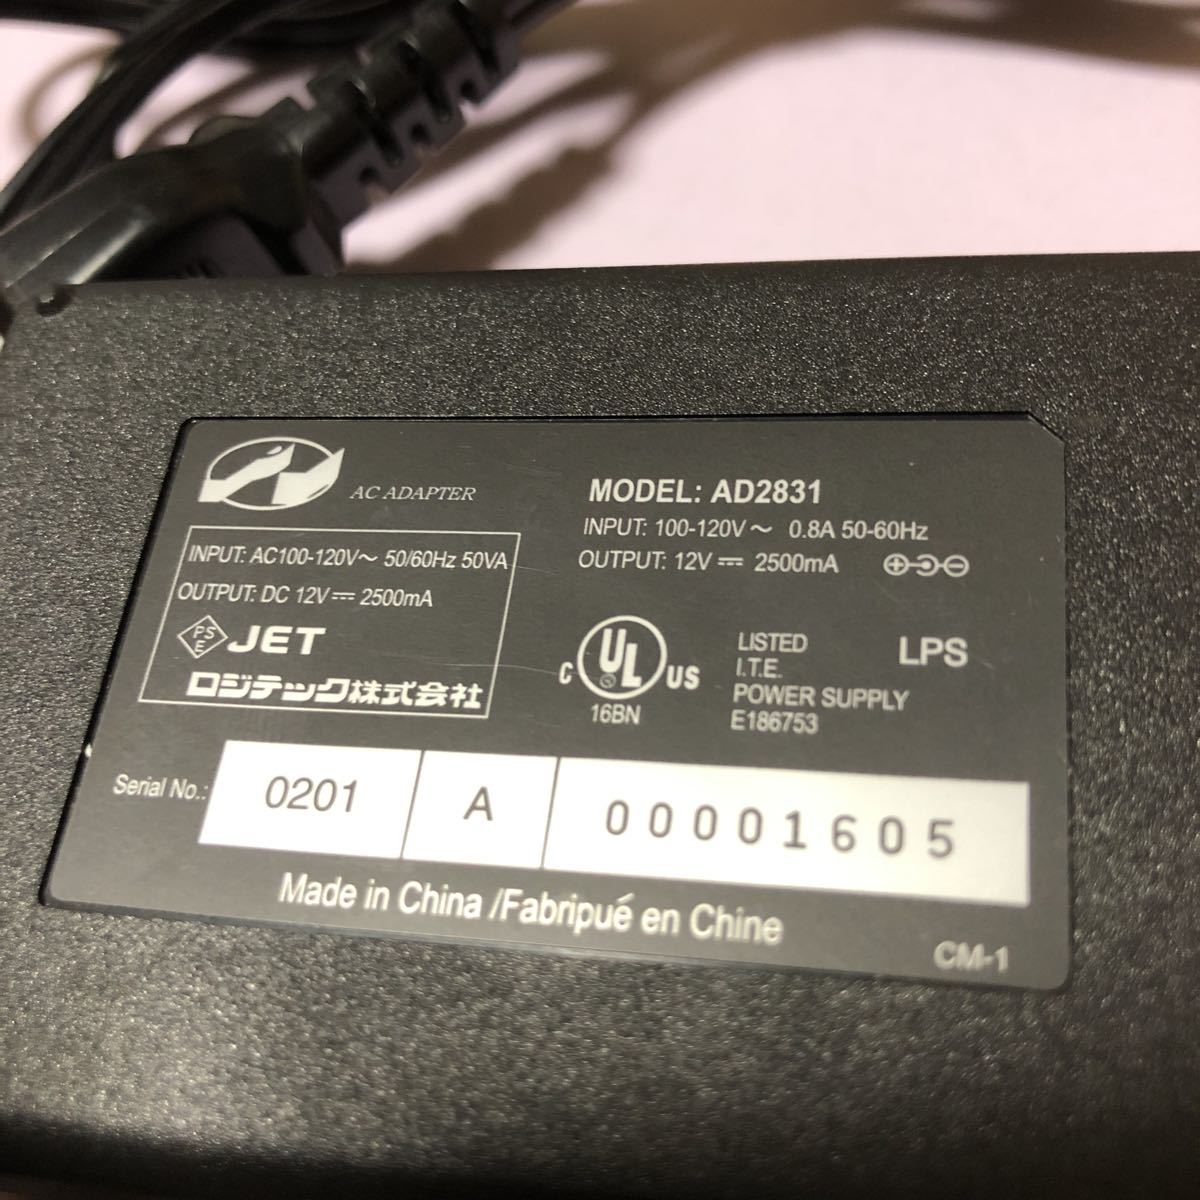 AC ADAPTER
INPUT: AC100-120V～ 50/60Hz 50VA
OUTPUT: DC 12V⎓ 2500mA
PSE JET
ロジテック株式会社
MODEL: AD2831
INPUT: 100-120V～ 0.8A 50-60Hz
OUTPUT: 12V⎓ 2500mA
C UL US
16BN
LISTED
I.T.E.
POWER SUPPLY
E186753
LPS
Serial No.: 0201 A 00001605
Made in China /Fabripué en Chine
CM-1